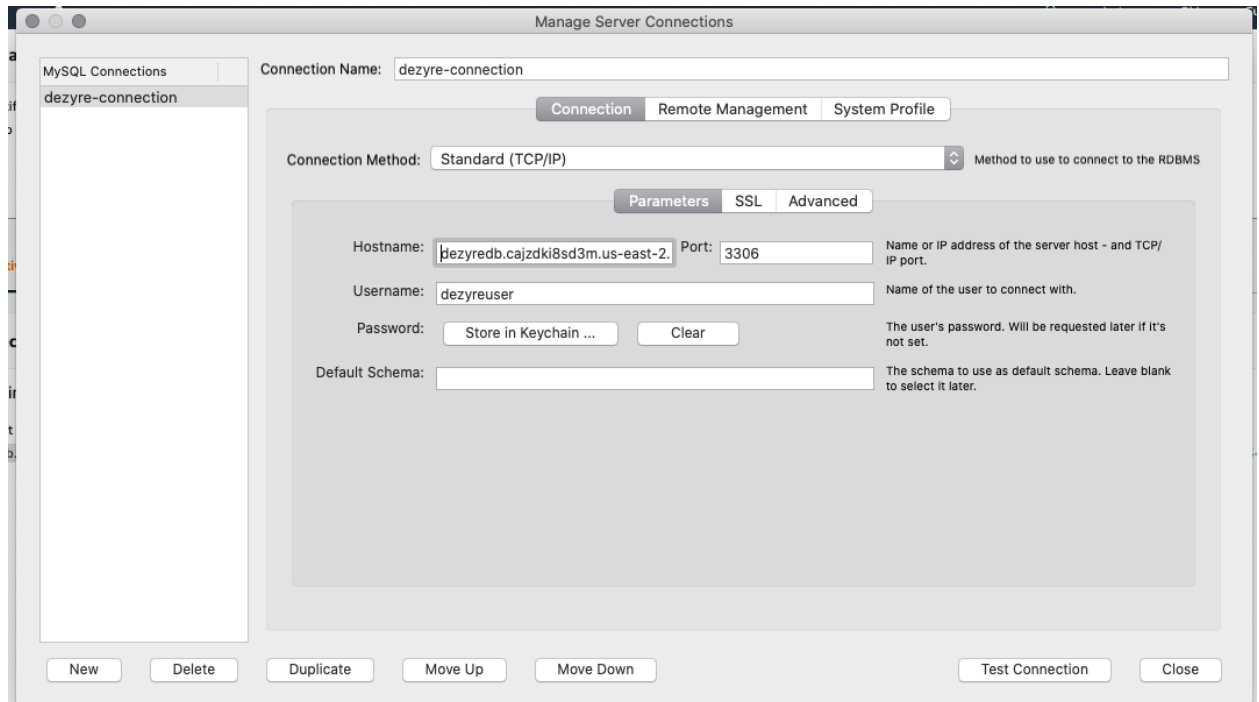 Manage Server Connections
MySQL Connections
dezyre-connection
Connection Name: dezyre-connection
Connection Remote Management System Profile
Connection Method: Standard (TCP/IP) Method to use to connect to the RDBMS
Parameters SSL Advanced
Hostname: dezyredb.cajzdki8sd3m.us-east-2. Port: 3306 Name or IP address of the server host - and TCP/
IP port.
Username: dezyreuser Name of the user to connect with.
Password: Store in Keychain ... Clear The user's password. Will be requested later if it's
not set.
Default Schema: The schema to use as default schema. Leave blank
to select it later.
New Delete Duplicate Move Up Move Down Test Connection Close